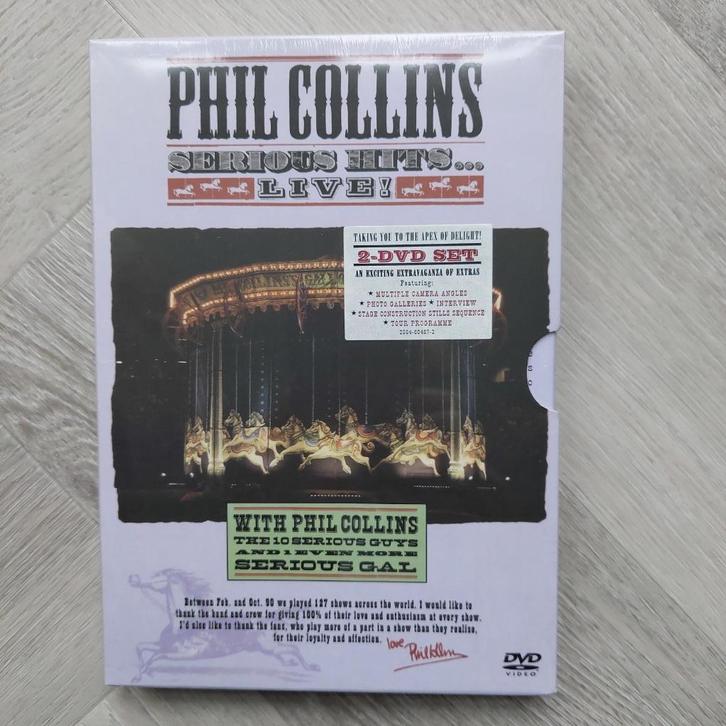 PHIL COLLINS
SERIOUS HITS...
LIVE!
TAKING YOU TO THE APEX OF DELIGHT!
2-DVD SET
AN EXCITING EXTRAVAGANZA OF EXTRAS
Featuring:
★ MULTIPLE CAMERA ANGLES
★ PHOTO GALLERIES ★ INTERVIEW
★ STAGE CONSTRUCTION STILLS SEQUENCE
★ TOUR PROGRAMME
WITH PHIL COLLINS
THE 10 SERIOUS GUYS
AND 1 EVEN MORE
SERIOUS GAL
Between Feb. and Oct. 90 we played 127 shows across the world. I would like to
thank the band and crew for giving 100% of their love and enthusiasm at every show.
I'd also like to thank the fans, who play more of a part in a show than they realise,
for their loyalty and affection. love, Phil Collins
DVD
VIDEO